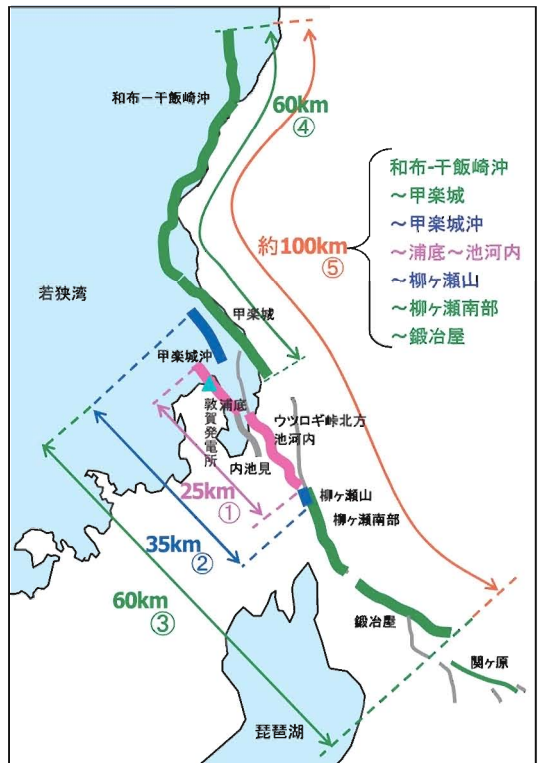 和布－干飯崎沖
60km
④
和布-干飯崎沖
～甲楽城
～甲楽城沖
～浦底～池河内
～柳ヶ瀬山
～柳ヶ瀬南部
～鍛冶屋
約100km
⑤
若狭湾
甲楽城
甲楽城沖
浦底
敦賀発電所
ウツロギ峠北方
池河内
内池見
25km
①
柳ヶ瀬山
柳ヶ瀬南部
35km
②
60km
③
鍛冶屋
関ヶ原
琵琶湖